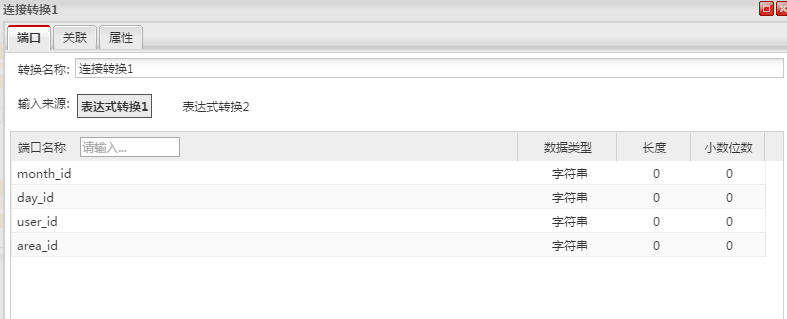 连接转换1
端口 关联 属性
转换名称: 连接转换1
输入来源: 表达式转换1 表达式转换2
端口名称 请输入... 数据类型 长度 小数位数
month_id 字符串 0 0
day_id 字符串 0 0
user_id 字符串 0 0
area_id 字符串 0 0